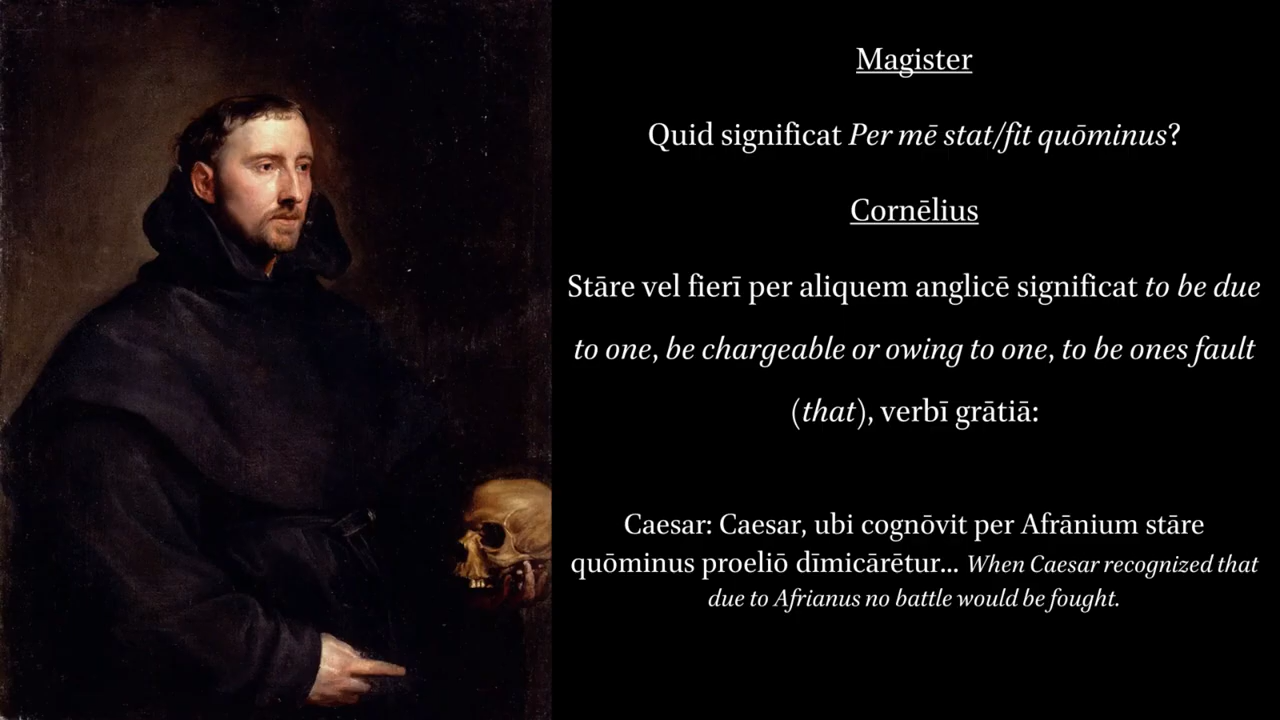 Magister
Quid significat Per mē stat/fit quōminus?
Cornēlius
Stāre vel fierī per aliquem anglicē significat to be due
to one, be chargeable or owing to one, to be ones fault
(that), verbī grātiā:
Caesar: Caesar, ubi cognōvit per Afrānium stāre
quōminus proeliō dīmicārētur... When Caesar recognized that
due to Afrianus no battle would be fought.